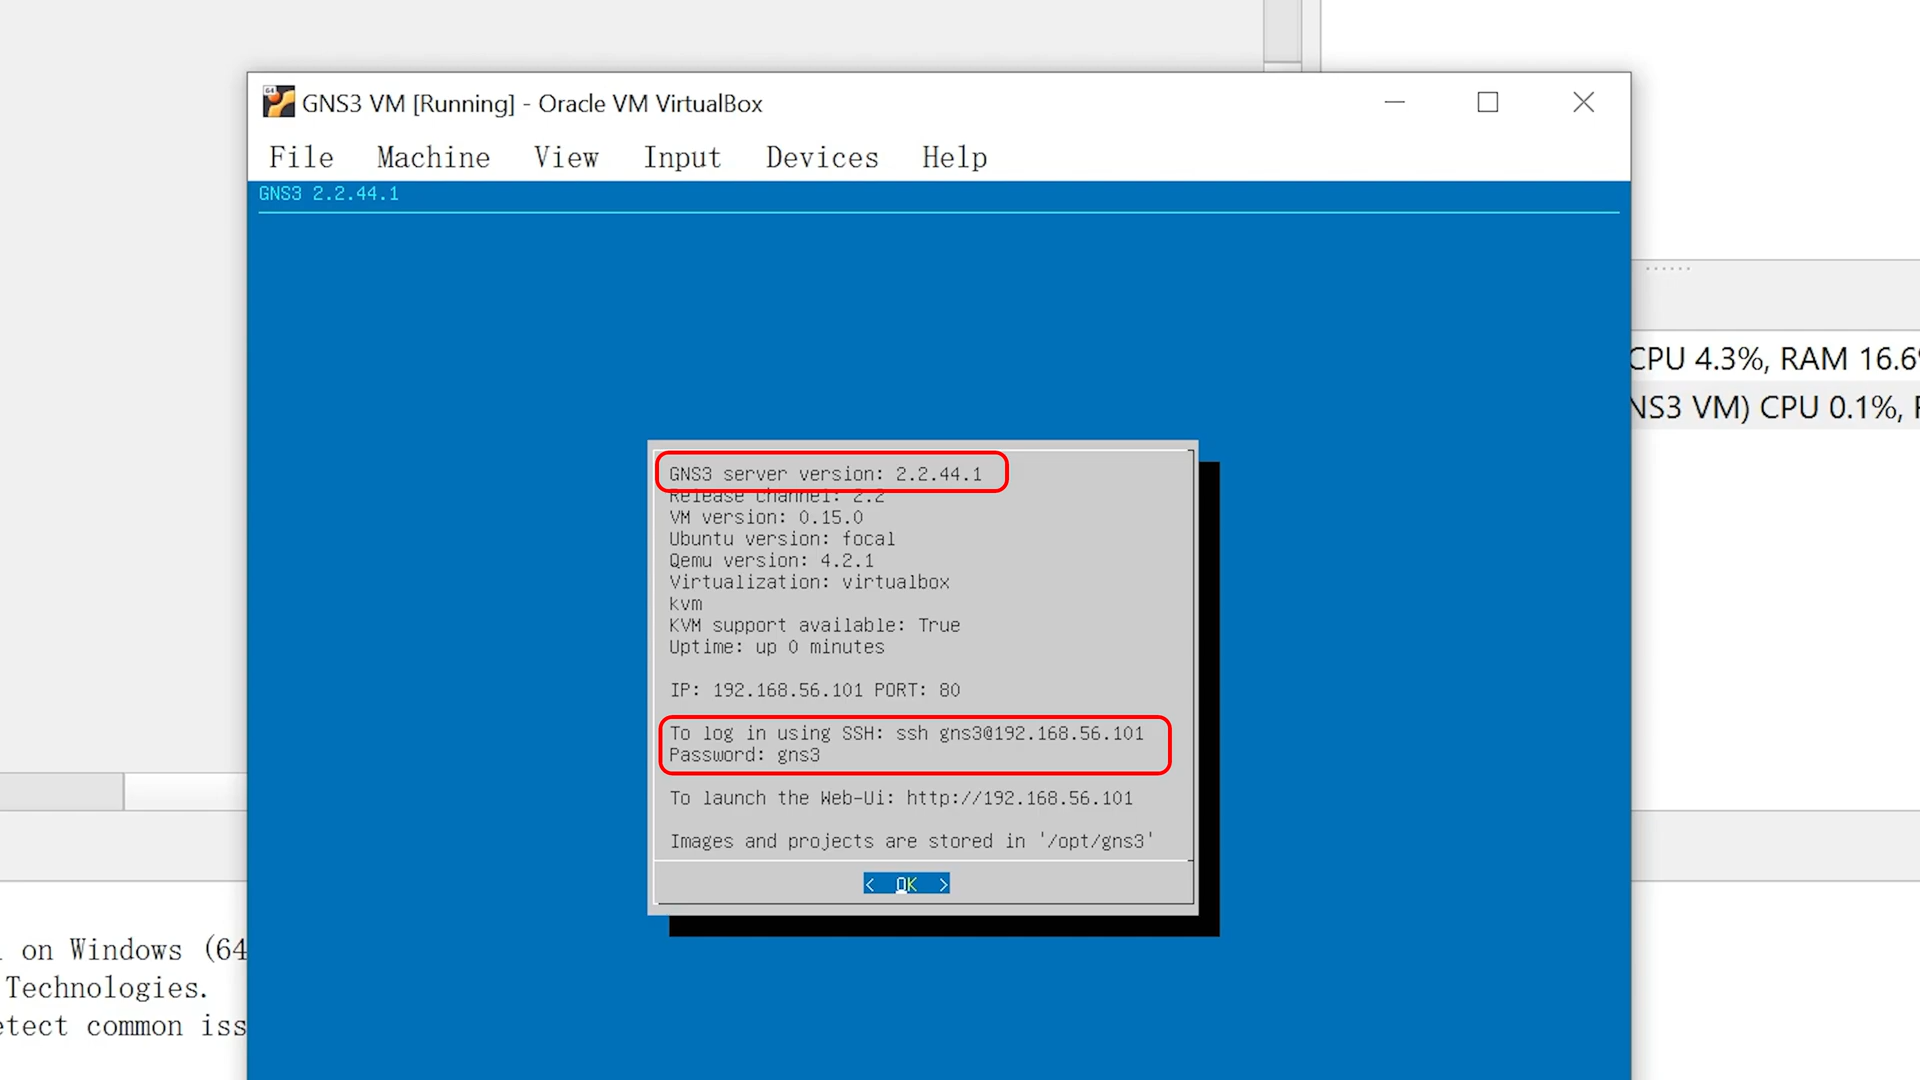 GNS3 VM [Running] - Oracle VM VirtualBox
File Machine View Input Devices Help
GNS3 2.2.44.1
CPU 4.3%, RAM 16.6%
NS3 VM) CPU 0.1%,
GNS3 server version: 2.2.44.1
Release channel: 2.2
VM version: 0.15.0
Ubuntu version: focal
Qemu version: 4.2.1
Virtualization: virtualbox
kvm
KVM support available: True
Uptime: up 0 minutes
IP: 192.168.56.101 PORT: 80
To log in using SSH: ssh gns3@192.168.56.101
Password: gns3
To launch the Web-Ui: http://192.168.56.101
Images and projects are stored in '/opt/gns3'
< OK >
on Windows (64
Technologies.
etect common iss